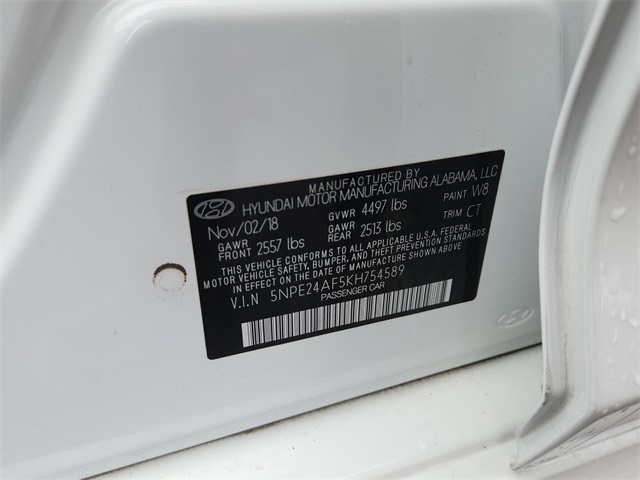 MANUFACTURED BY
HYUNDAI MOTOR MANUFACTURING ALABAMA, LLC
Nov/02/18 GVWR 4497 lbs PAINT W8
GAWR FRONT 2557 lbs GAWR REAR 2513 lbs TRIM CT
THIS VEHICLE CONFORMS TO ALL APPLICABLE U.S.A. FEDERAL
MOTOR VEHICLE SAFETY, BUMPER, AND THEFT PREVENTION STANDARDS
IN EFFECT ON THE DATE OF MANUFACTURE SHOWN ABOVE.
V.I.N 5NPE24AF5KH754589
PASSENGER CAR